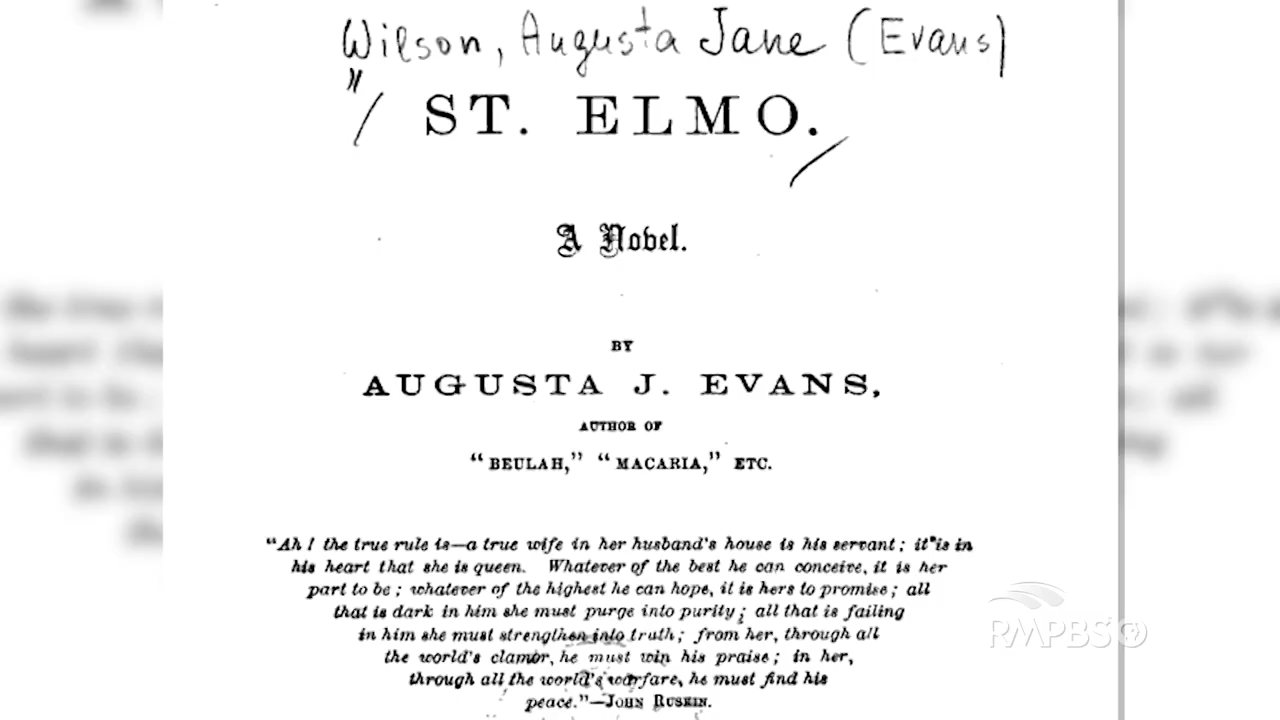 Wilson, Augusta Jane (Evans)
"/ ST. ELMO. /
A Novel.
BY
AUGUSTA J. EVANS,
AUTHOR OF
"BEULAH," "MACARIA," ETC.
"Ah! the true rule is—a true wife in her husband's house is his servant; it is in
his heart that she is queen. Whatever of the best he can conceive, it is her
part to be; whatever of the highest he can hope, it is hers to promise; all
that is dark in him she must purge into purity; all that is failing
in him she must strengthen into truth; from her, through all
the world's clamor, he must win his praise; in her,
through all the world's warfare, he must find his
peace."—JOHN RUSKIN.
RMPBS